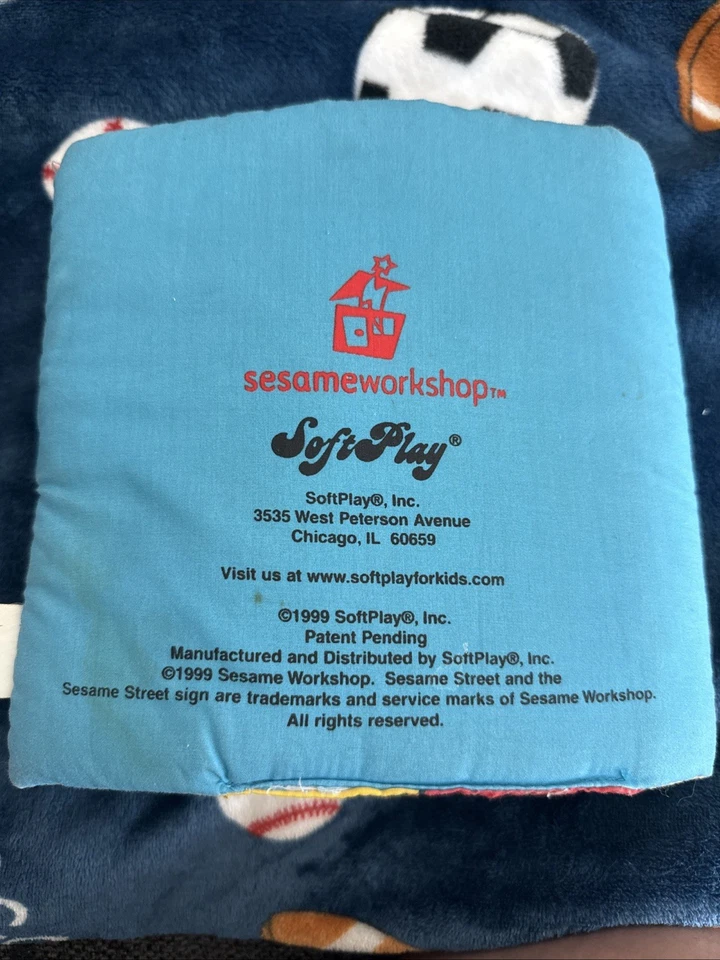 sesameworkshop™
SoftPlay®
SoftPlay®, Inc.
3535 West Peterson Avenue
Chicago, IL 60659
Visit us at www.softplayforkids.com
©1999 SoftPlay®, Inc.
Patent Pending
Manufactured and Distributed by SoftPlay®, Inc.
©1999 Sesame Workshop. Sesame Street and the
Sesame Street sign are trademarks and service marks of Sesame Workshop.
All rights reserved.